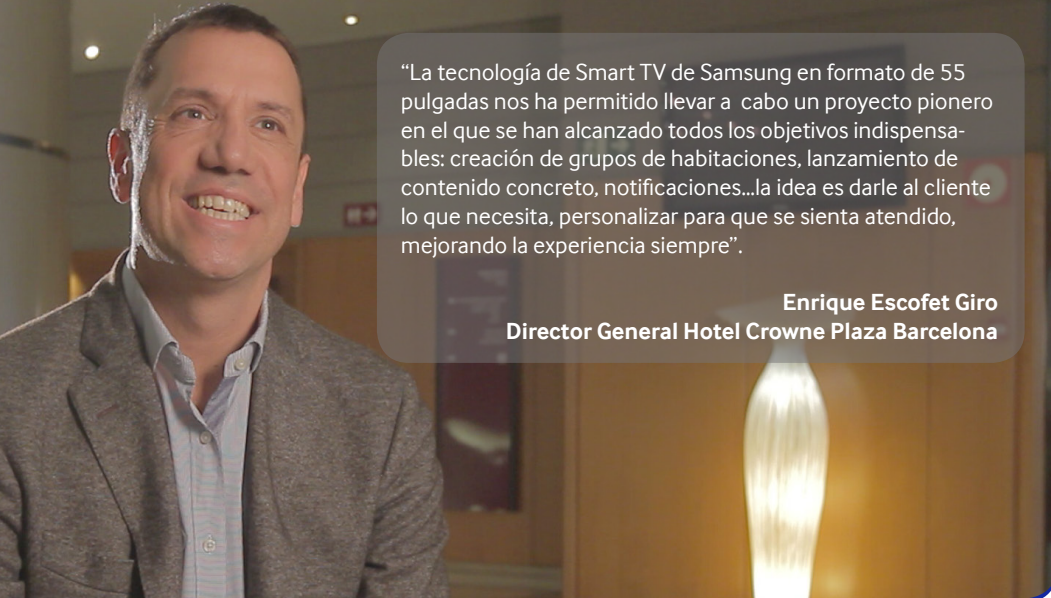 “La tecnología de Smart TV de Samsung en formato de 55
pulgadas nos ha permitido llevar a cabo un proyecto pionero
en el que se han alcanzado todos los objetivos indispensa-
bles: creación de grupos de habitaciones, lanzamiento de
contenido concreto, notificaciones...la idea es darle al cliente
lo que necesita, personalizar para que se sienta atendido,
mejorando la experiencia siempre”.
Enrique Escofet Giro
Director General Hotel Crowne Plaza Barcelona